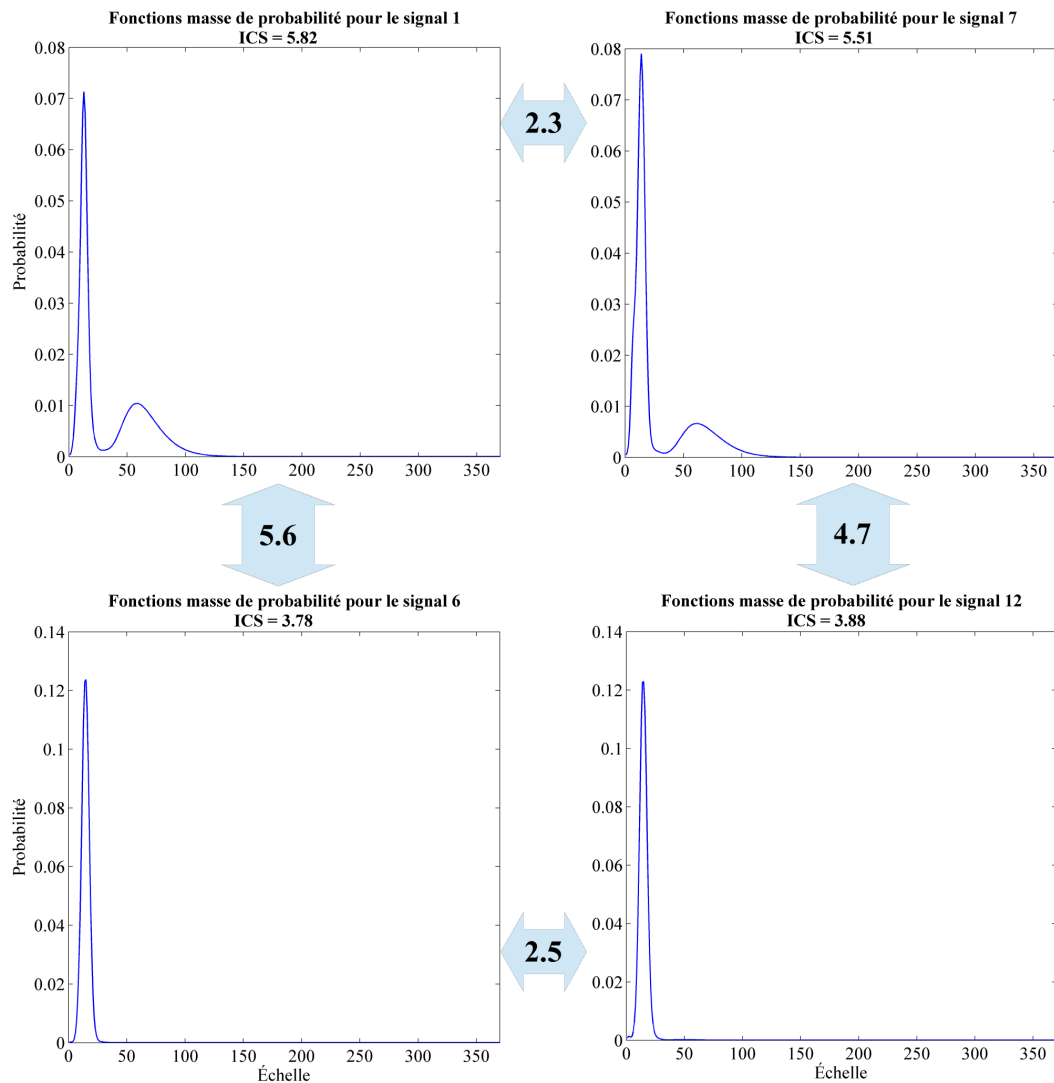 Fonctions masse de probabilité pour le signal 1
ICS = 5.82
0.08
0.07
0.06
0.05
0.04
0.03
0.02
0.01
0
Probabilité
0 50 100 150 200 250 300 350
2.3
Fonctions masse de probabilité pour le signal 7
ICS = 5.51
0.08
0.07
0.06
0.05
0.04
0.03
0.02
0.01
0
0 50 100 150 200 250 300 350
5.6
4.7
Fonctions masse de probabilité pour le signal 6
ICS = 3.78
0.14
0.12
0.1
0.08
0.06
0.04
0.02
0
Probabilité
0 50 100 150 200 250 300 350
Échelle
2.5
Fonctions masse de probabilité pour le signal 12
ICS = 3.88
0.14
0.12
0.1
0.08
0.06
0.04
0.02
0
0 50 100 150 200 250 300 350
Échelle